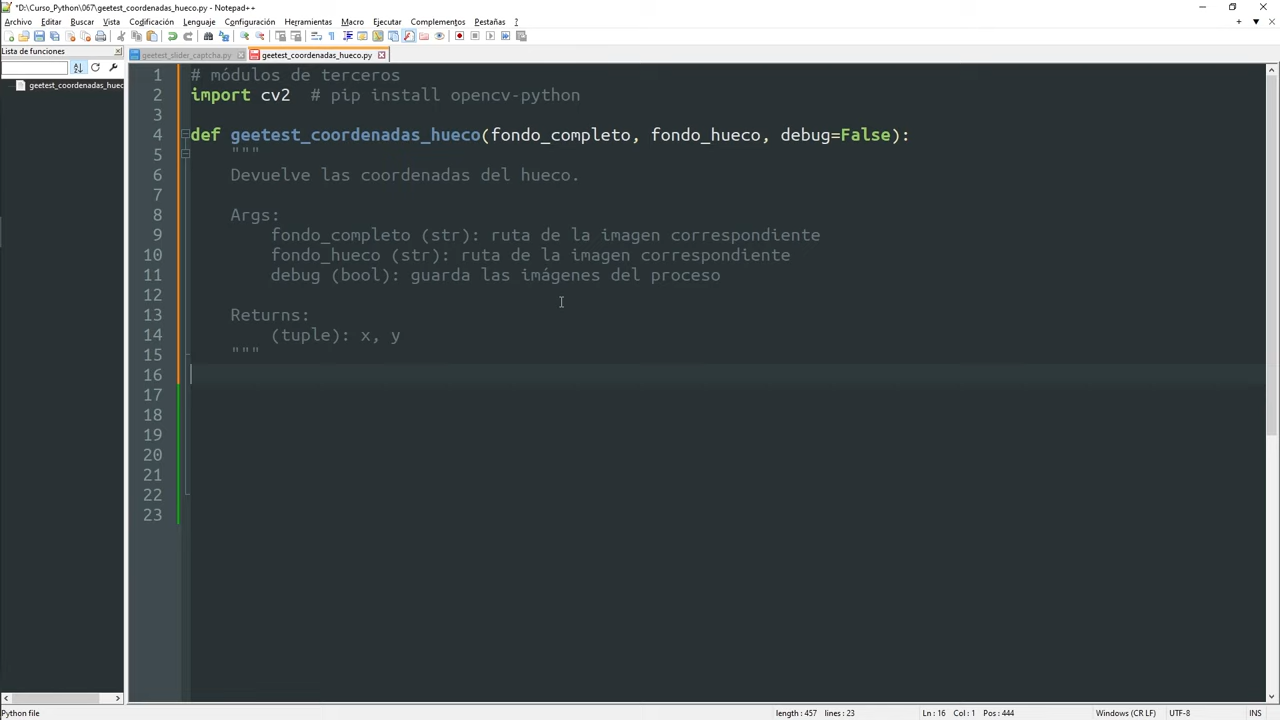 *D:\Curso_Python\067\geetest_coordenadas_hueco.py - Notepad++
Archivo Editar Buscar Vista Codificación Lenguaje Configuración Herramientas Macro Ejecutar Complementos Pestañas ?
Lista de funciones
geetest_slider_captcha.py geetest_coordenadas_hueco.py
geetest_coordenadas_huec
1 # módulos de terceros
2 import cv2  # pip install opencv-python
3
4 def geetest_coordenadas_hueco(fondo_completo, fondo_hueco, debug=False):
5     """
6     Devuelve las coordenadas del hueco.
7
8     Args:
9         fondo_completo (str): ruta de la imagen correspondiente
10         fondo_hueco (str): ruta de la imagen correspondiente
11         debug (bool): guarda las imágenes del proceso
12
13     Returns:
14         (tuple): x, y
15     """
16
17
18
19
20
21
22
23
Python file length : 457 lines : 23 Ln : 16 Col : 1 Pos : 444 Windows (CR LF) UTF-8 INS